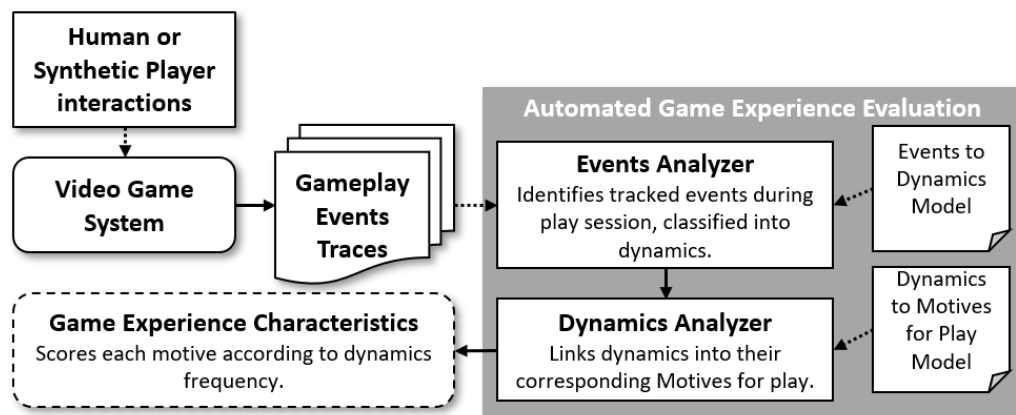 Human or
Synthetic Player
interactions
Video Game
System
Gameplay
Events
Traces
Automated Game Experience Evaluation
Events Analyzer
Identifies tracked events during
play session, classified into
dynamics.
Events to
Dynamics
Model
Dynamics Analyzer
Links dynamics into their
corresponding Motives for play.
Dynamics
to Motives
for Play
Model
Game Experience Characteristics
Scores each motive according to dynamics
frequency.